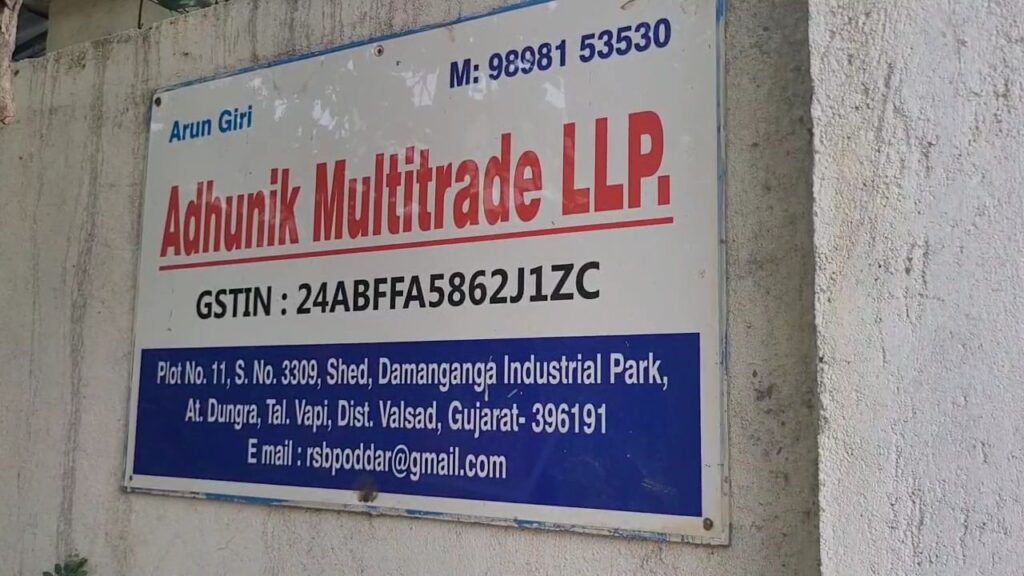 M: 98981 53530
Arun Giri
Adhunik Multitrade LLP.
GSTIN : 24ABFFA5862J1ZC
Plot No. 11, S. No. 3309, Shed, Damanganga Industrial Park,
At. Dungra, Tal. Vapi, Dist. Valsad, Gujarat- 396191
E mail : rsbpoddar@gmail.com